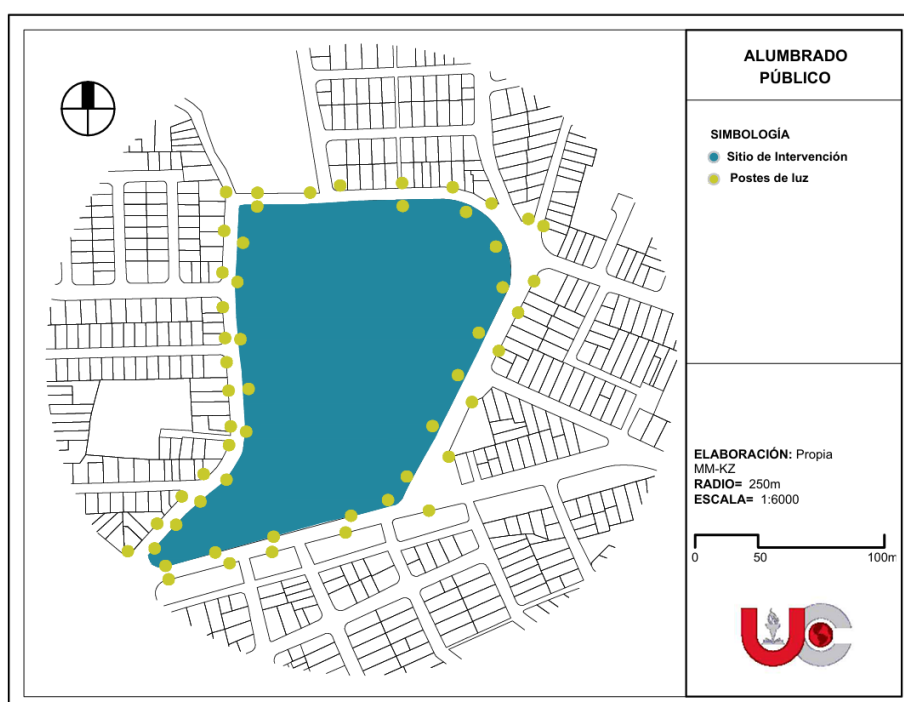 ALUMBRADO
PÚBLICO
SIMBOLOGÍA
Sitio de Intervención
Postes de luz
ELABORACIÓN: Propia
MM-KZ
RADIO= 250m
ESCALA= 1:6000
0 50 100m
UC